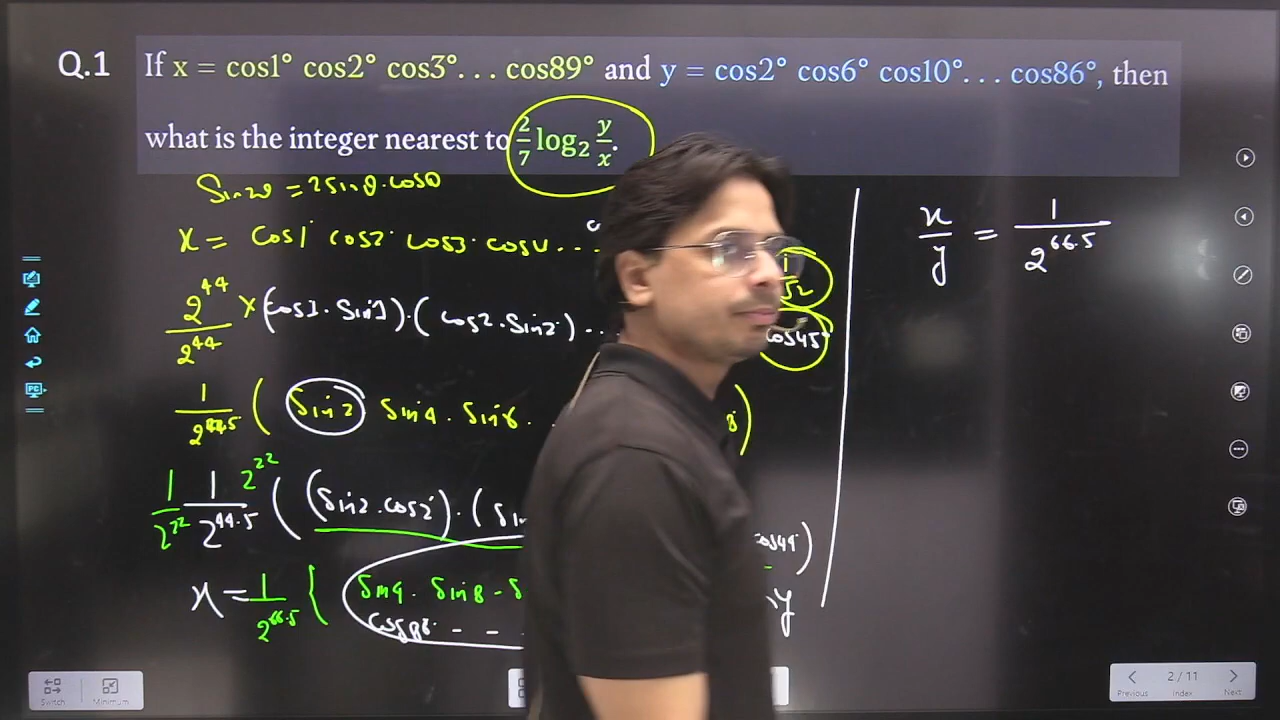 Q.1 If x = cos1° cos2° cos3°... cos89° and y = cos2° cos6° cos10°... cos86°, then
what is the integer nearest to 2/7 log₂ y/x.
Sin2θ = 2Sinθ.cosθ
x = cos1° cos2° cos3° cos4° ...
1/√2
2^44/2^44 × (cos1°. Sin1°).( cos2°. Sin2°) ... cos45°
1/2^44.5 ( Sin2° Sin4°. Sin6°. 8° )
1/2^22 1/2^44.5 2^22 ( (Sin2°.cos2°).( cos44° )
x = 1/2^66.5 { Sin4°. Sin8° - y
cos86° - -
x/y = 1/2^66.5
Switch
Minimum
Previous
2 / 11
Index
Next
PC